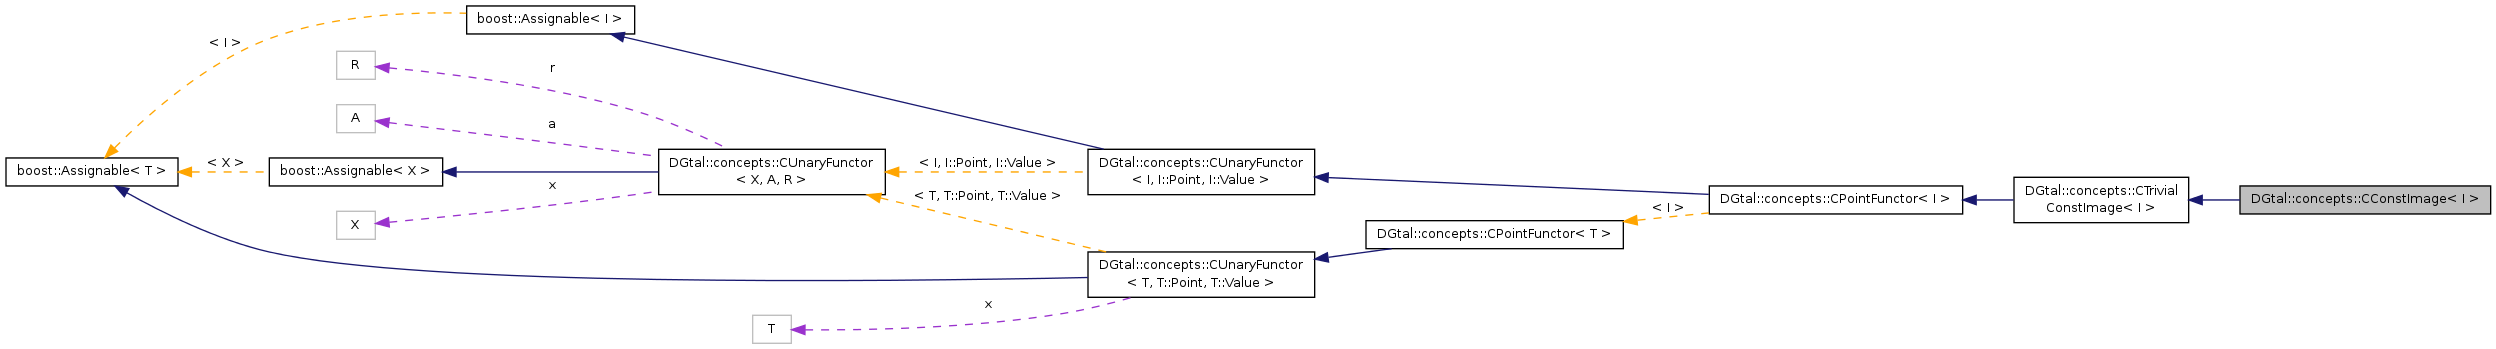 boost::Assignable< I >
< I >
R
r
A
a
boost::Assignable< T >
< X >
boost::Assignable< X >
DGtal::concepts::CUnaryFunctor
< X, A, R >
x
X
< I, I::Point, I::Value >
< T, T::Point, T::Value >
DGtal::concepts::CUnaryFunctor
< I, I::Point, I::Value >
DGtal::concepts::CUnaryFunctor
< T, T::Point, T::Value >
x
T
DGtal::concepts::CPointFunctor< T >
< I >
DGtal::concepts::CPointFunctor< I >
DGtal::concepts::CTrivial
ConstImage< I >
DGtal::concepts::CConstImage< I >